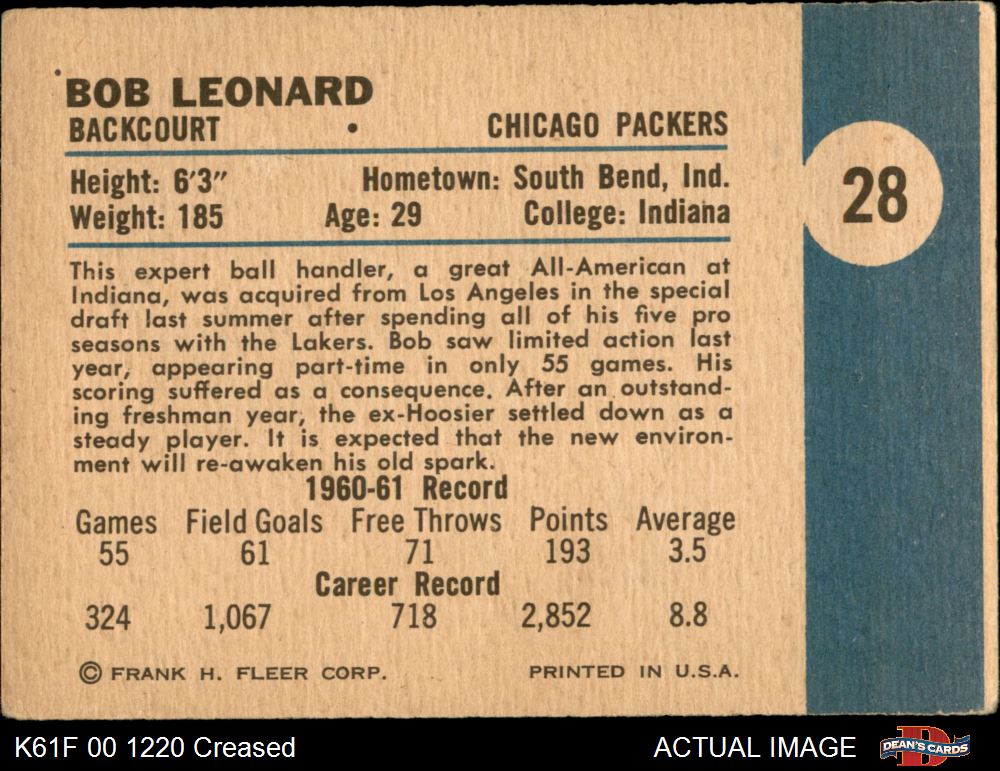 BOB LEONARD
BACKCOURT • CHICAGO PACKERS
Height: 6'3" Hometown: South Bend, Ind.
Weight: 185 Age: 29 College: Indiana
28
This expert ball handler, a great All-American at
Indiana, was acquired from Los Angeles in the special
draft last summer after spending all of his five pro
seasons with the Lakers. Bob saw limited action last
year, appearing part-time in only 55 games. His
scoring suffered as a consequence. After an outstand-
ing freshman year, the ex-Hoosier settled down as a
steady player. It is expected that the new environ-
ment will re-awaken his old spark.
1960-61 Record
Games Field Goals Free Throws Points Average
55 61 71 193 3.5
Career Record
324 1,067 718 2,852 8.8
© FRANK H. FLEER CORP. PRINTED IN U.S.A.
K61F 00 1220 Creased ACTUAL IMAGE DEAN'S CARDS